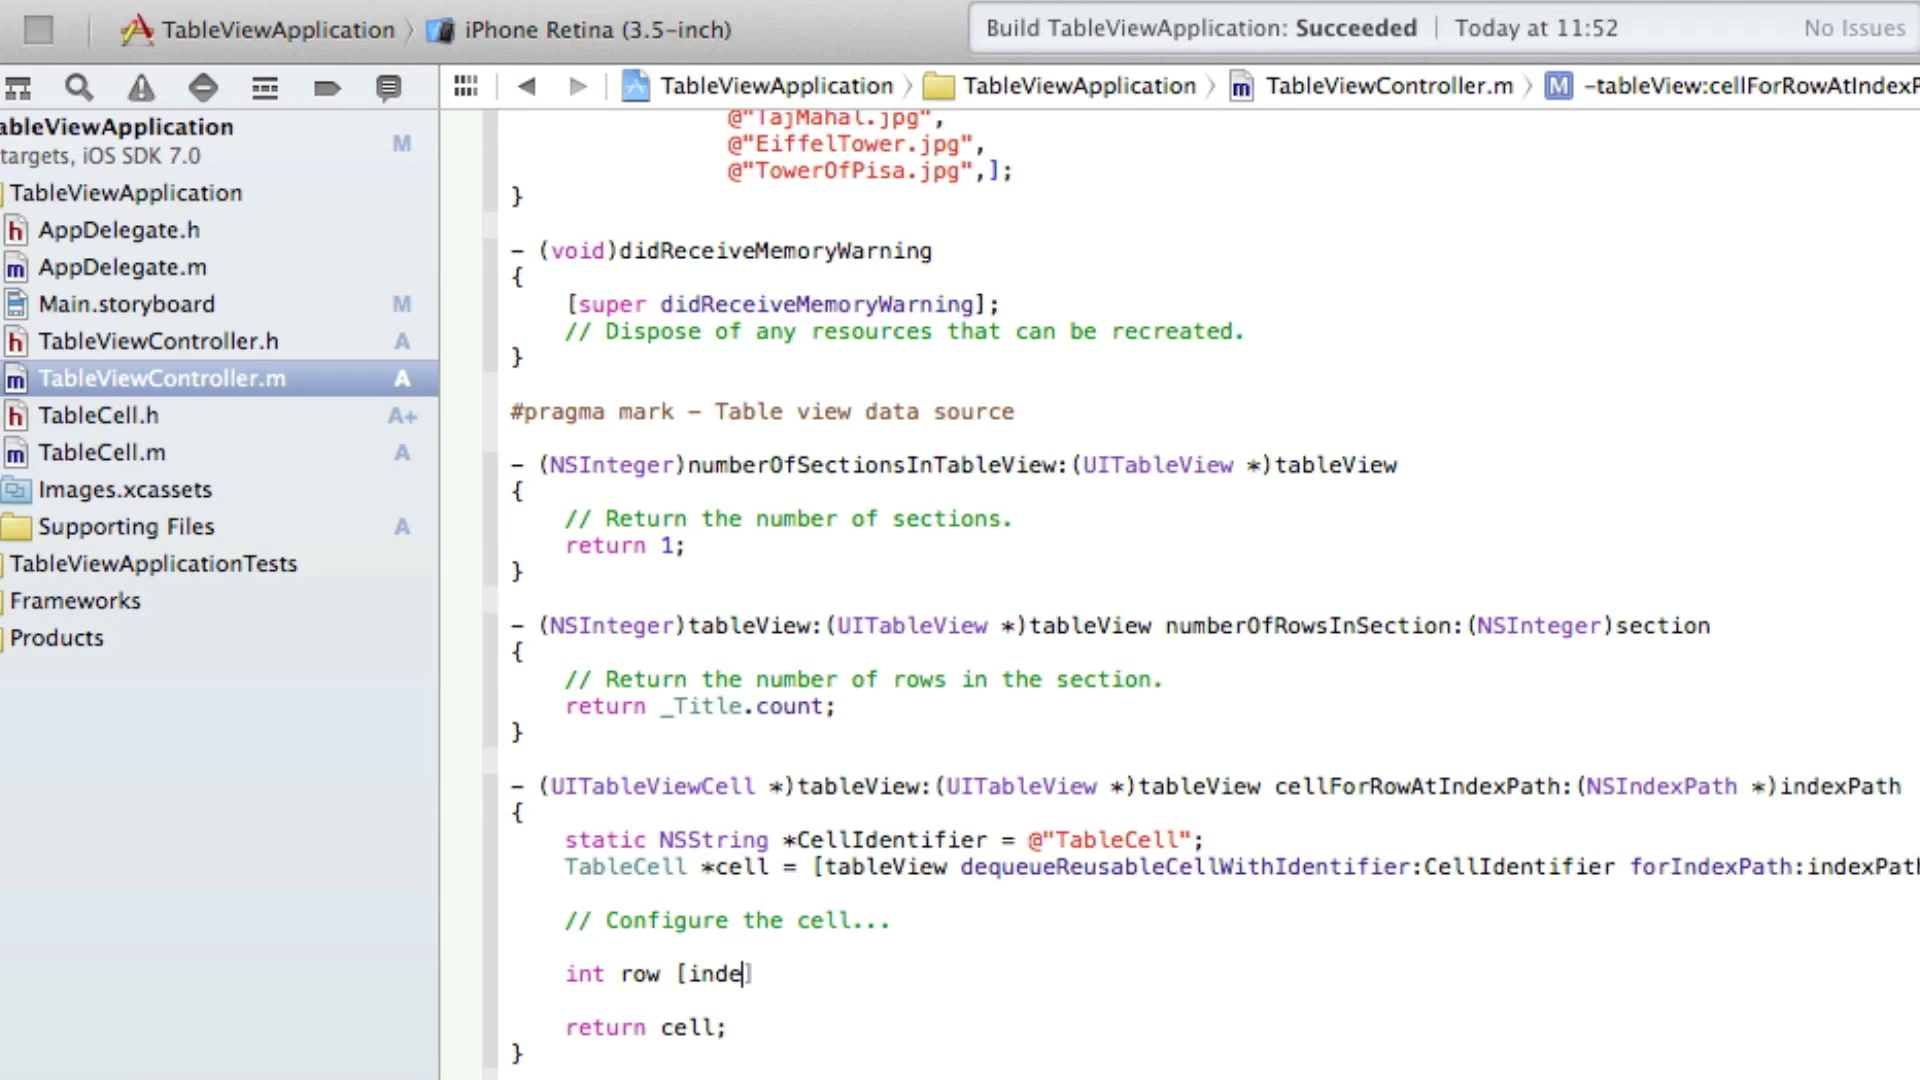 TableViewApplication 〉 iPhone Retina (3.5-inch)
Build TableViewApplication: Succeeded | Today at 11:52 No Issues
TableViewApplication 〉 TableViewApplication 〉 m TableViewController.m 〉 M -tableView:cellForRowAtIndexP
ableViewApplication
targets, iOS SDK 7.0 M
TableViewApplication
h AppDelegate.h
m AppDelegate.m
Main.storyboard M
h TableViewController.h A
m TableViewController.m A
h TableCell.h A+
m TableCell.m A
Images.xcassets
Supporting Files A
TableViewApplicationTests
Frameworks
Products
@"TajMahal.jpg",
@"EiffelTower.jpg",
@"TowerOfPisa.jpg",];
}
- (void)didReceiveMemoryWarning
{
[super didReceiveMemoryWarning];
// Dispose of any resources that can be recreated.
}
#pragma mark - Table view data source
- (NSInteger)numberOfSectionsInTableView:(UITableView *)tableView
{
// Return the number of sections.
return 1;
}
- (NSInteger)tableView:(UITableView *)tableView numberOfRowsInSection:(NSInteger)section
{
// Return the number of rows in the section.
return _Title.count;
}
- (UITableViewCell *)tableView:(UITableView *)tableView cellForRowAtIndexPath:(NSIndexPath *)indexPath
{
static NSString *CellIdentifier = @"TableCell";
TableCell *cell = [tableView dequeueReusableCellWithIdentifier:CellIdentifier forIndexPath:indexPath
// Configure the cell...
int row [inde]
return cell;
}